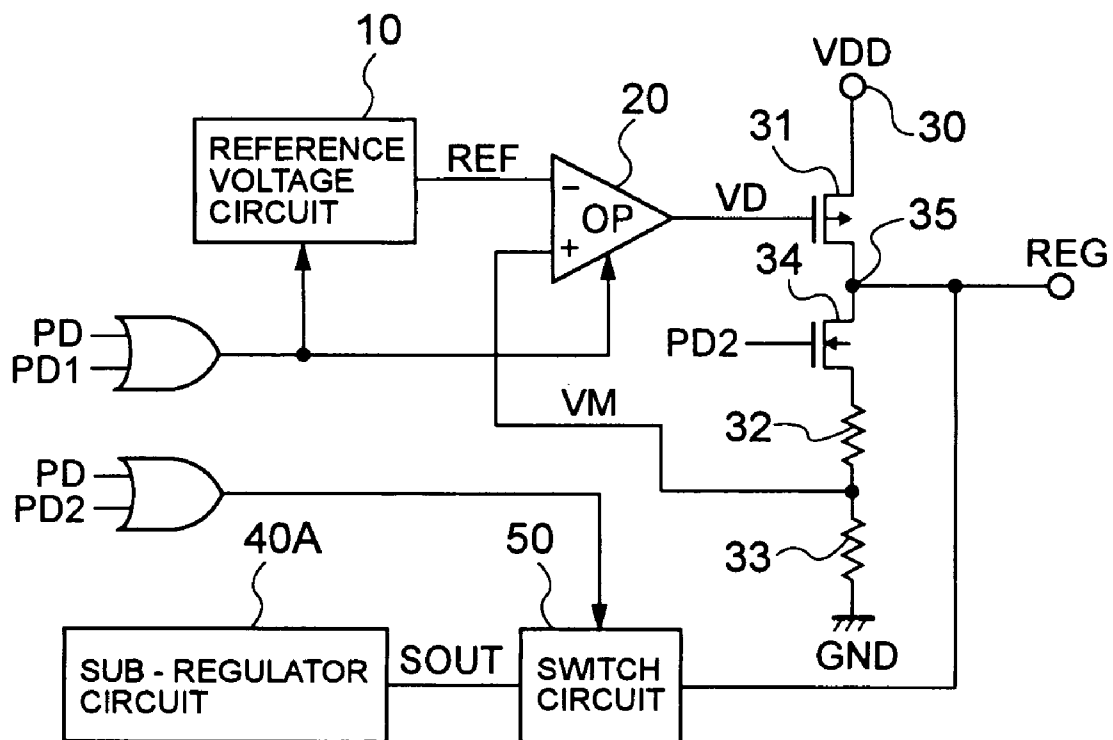 10
VDD
20
30
31
REFERENCE
VOLTAGE
CIRCUIT
REF
−
OP
+
VD
35
REG
34
PD
PD1
PD2
VM
32
PD
PD2
33
40A
50
GND
SUB - REGULATOR
CIRCUIT
SOUT
SWITCH
CIRCUIT